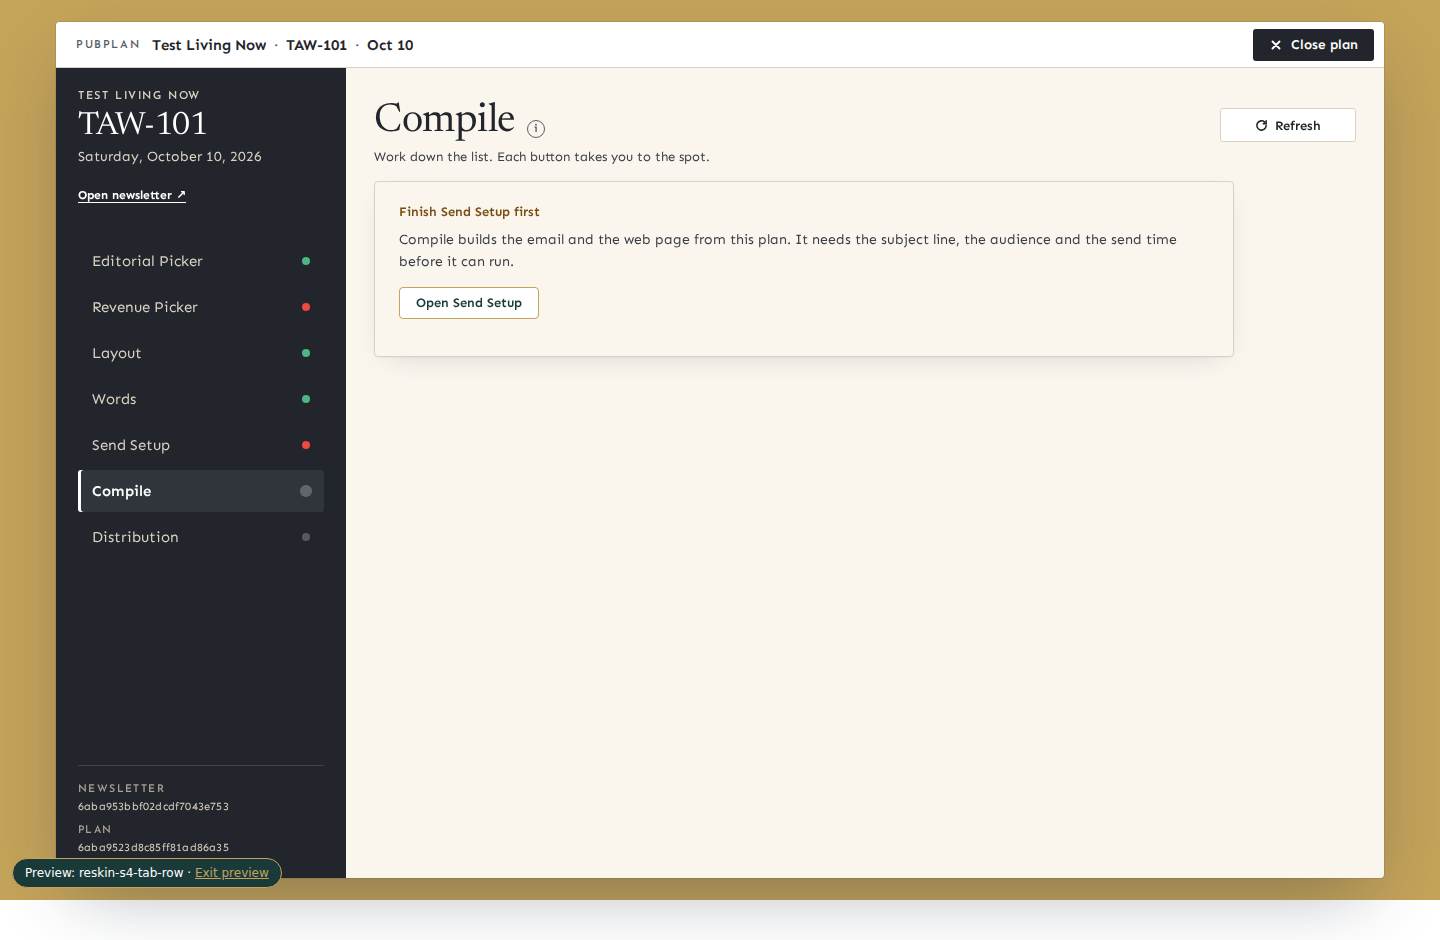 PUBPLAN Test Living Now · TAW-101 · Oct 10
Close plan
TEST LIVING NOW
TAW-101
Saturday, October 10, 2026
Open newsletter ↗
Editorial Picker
Revenue Picker
Layout
Words
Send Setup
Compile
Distribution
NEWSLETTER
6aba953bbf02dcdf7043e753
PLAN
6aba9523d8c85ff81ad86a35
Preview: reskin-s4-tab-row · Exit preview
Compile
Refresh
Work down the list. Each button takes you to the spot.
Finish Send Setup first
Compile builds the email and the web page from this plan. It needs the subject line, the audience and the send time
before it can run.
Open Send Setup